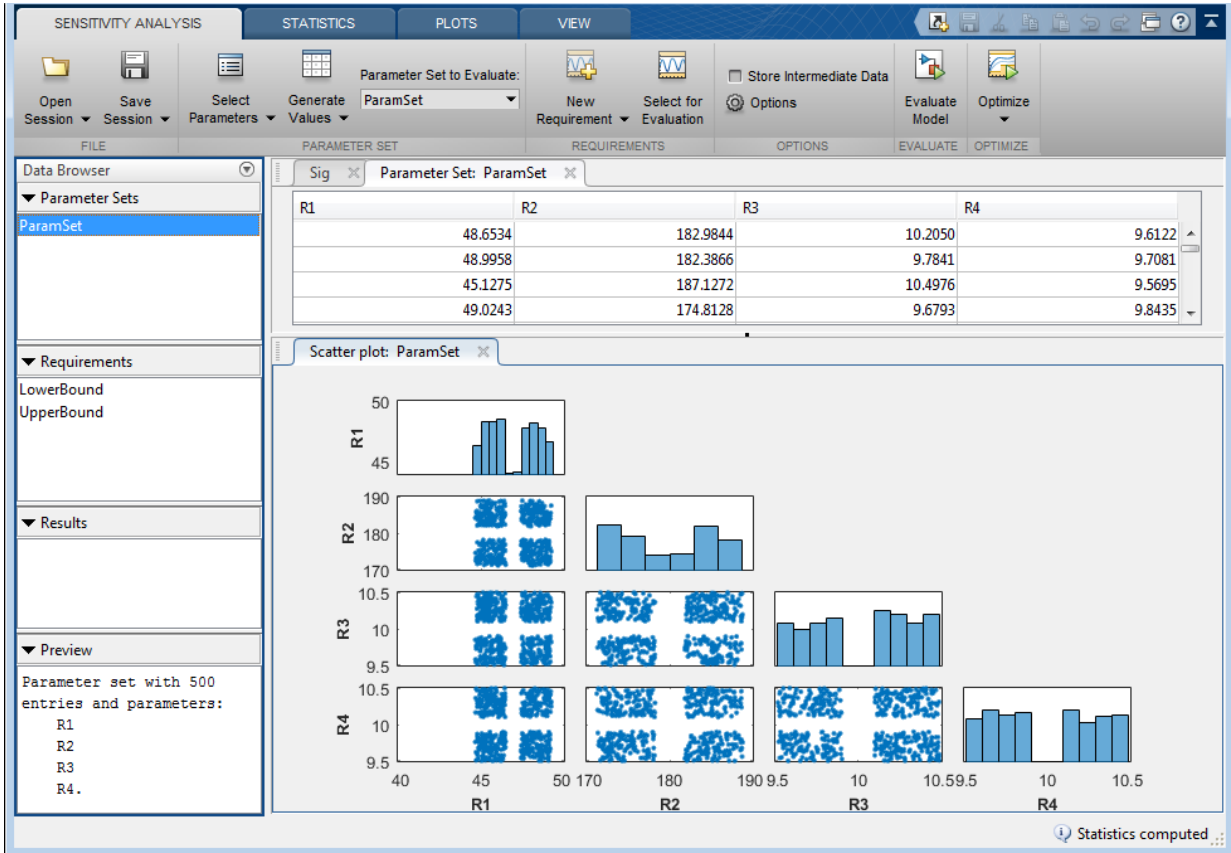 SENSITIVITY ANALYSIS STATISTICS PLOTS VIEW
Open Session
Save Session
Select Parameters
Generate Values
Parameter Set to Evaluate:
ParamSet
New Requirement
Select for Evaluation
Store Intermediate Data
Options
Evaluate Model
Optimize
FILE PARAMETER SET REQUIREMENTS OPTIONS EVALUATE OPTIMIZE
Data Browser
Parameter Sets
ParamSet
Requirements
LowerBound
UpperBound
Results
Preview
Parameter set with 500
entries and parameters:
R1
R2
R3
R4.
Sig Parameter Set: ParamSet
R1 R2 R3 R4
48.6534 182.9844 10.2050 9.6122
48.9958 182.3866 9.7841 9.7081
45.1275 187.1272 10.4976 9.5695
49.0243 174.8128 9.6793 9.8435
Scatter plot: ParamSet
50
R1
45
190
R2
180
170
10.5
R3
10
9.5
10.5
R4
10
9.5
40 45 50 170 180 190 9.5 10 10.5 9.5 10 10.5
R1 R2 R3 R4
Statistics computed